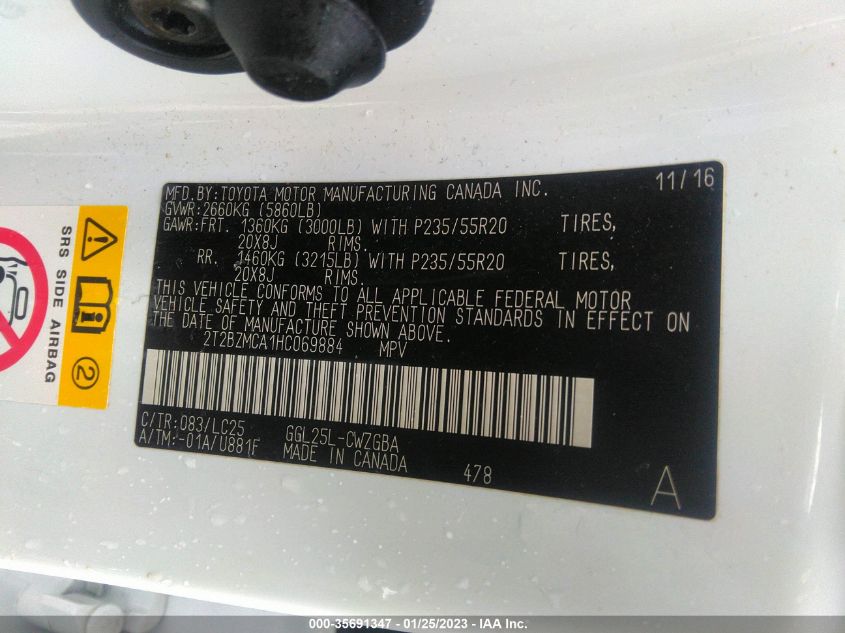 MFD.BY:TOYOTA MOTOR MANUFACTURING CANADA INC. 11/16
GVWR:2660KG (5860LB)
GAWR:FRT. 1360KG (3000LB) WITH P235/55R20 TIRES,
20X8J RIMS.
RR. 1460KG (3215LB) WITH P235/55R20 TIRES,
20X8J RIMS.
THIS VEHICLE CONFORMS TO ALL APPLICABLE FEDERAL MOTOR
VEHICLE SAFETY AND THEFT PREVENTION STANDARDS IN EFFECT ON
THE DATE OF MANUFACTURE SHOWN ABOVE.
2T2BZMCA1HC069884 MPV
C/TR:083/LC25 GGL25L-CWZGBA
A/TM:-01A/U881F MADE IN CANADA 478
A
SRS SIDE AIRBAG
2
000-35691347 - 01/25/2023 - IAA Inc.